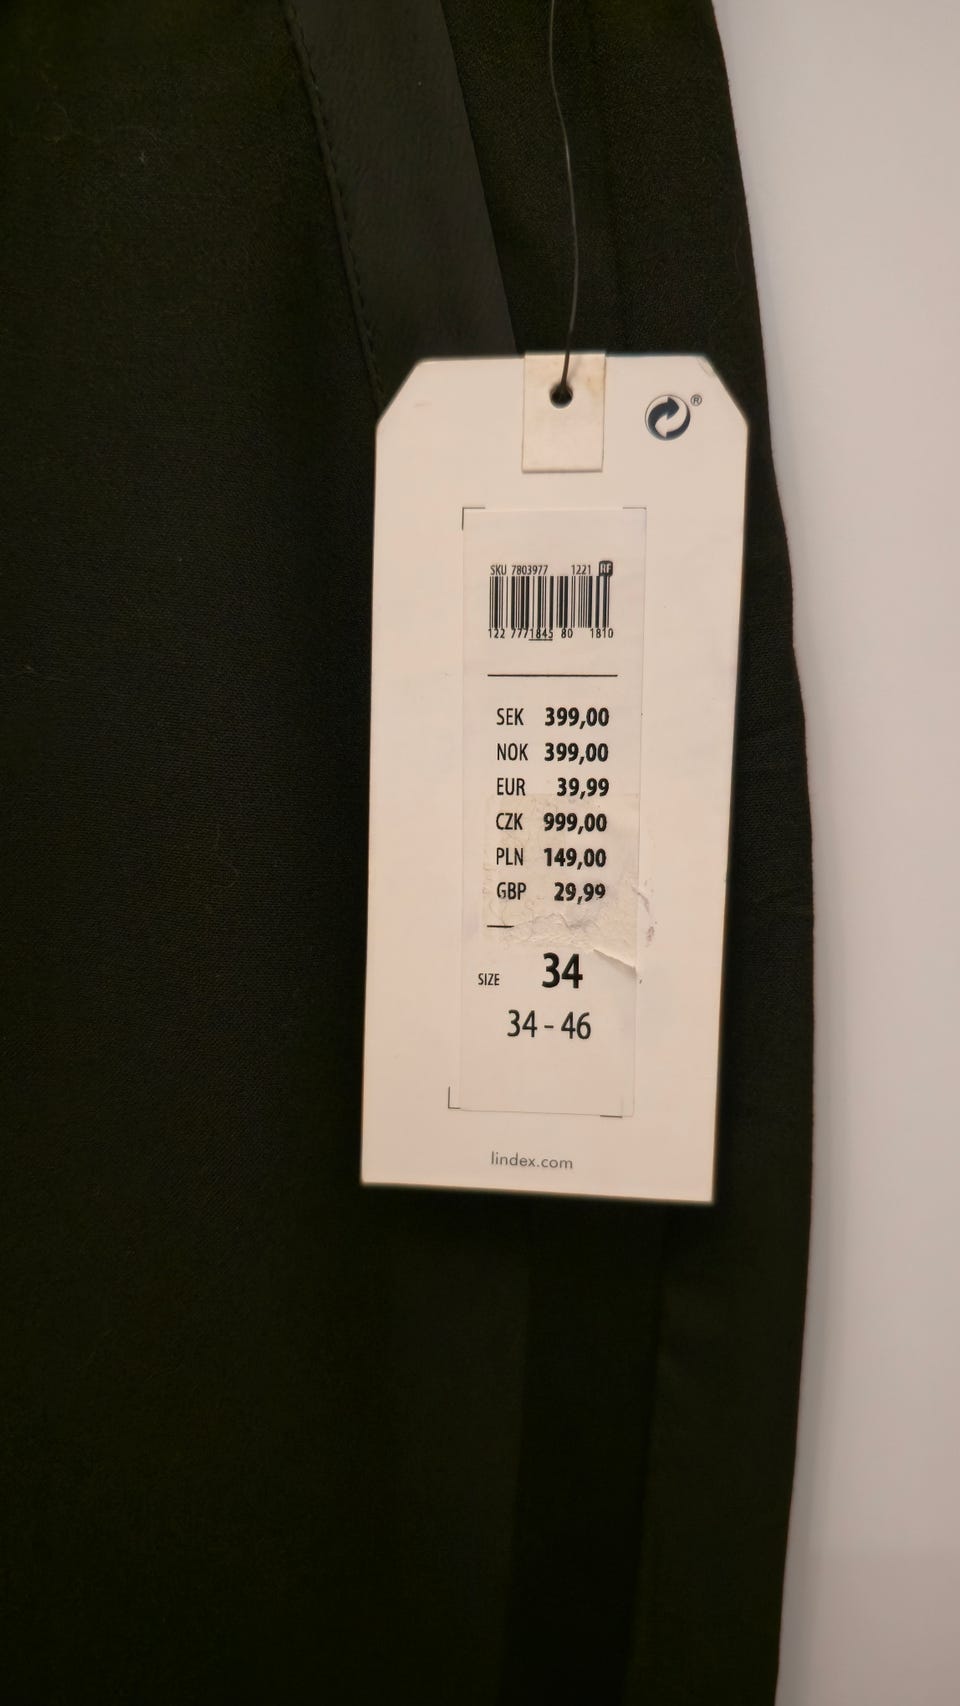 ®
SKU 7803977 1221 RF
122 7771845 80 1810
SEK 399,00
NOK 399,00
EUR 39,99
CZK 999,00
PLN 149,00
GBP 29,99
SIZE 34
34 - 46
lindex.com